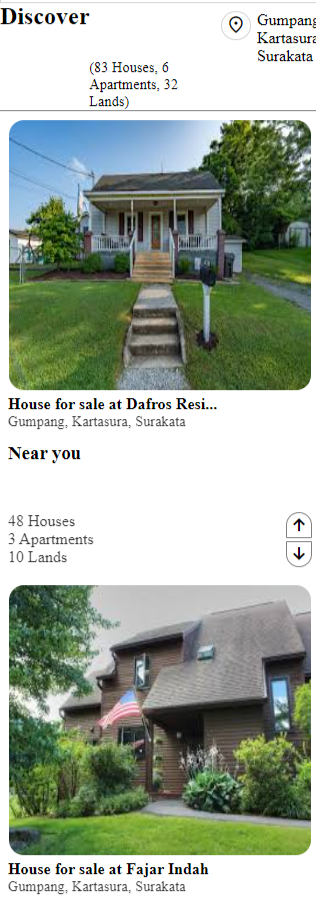 Discover
Gumpang
Kartasura
Surakata
(83 Houses, 6
Apartments, 32
Lands)
House for sale at Dafros Resi...
Gumpang, Kartasura, Surakata
Near you
48 Houses
3 Apartments
10 Lands
House for sale at Fajar Indah
Gumpang, Kartasura, Surakata